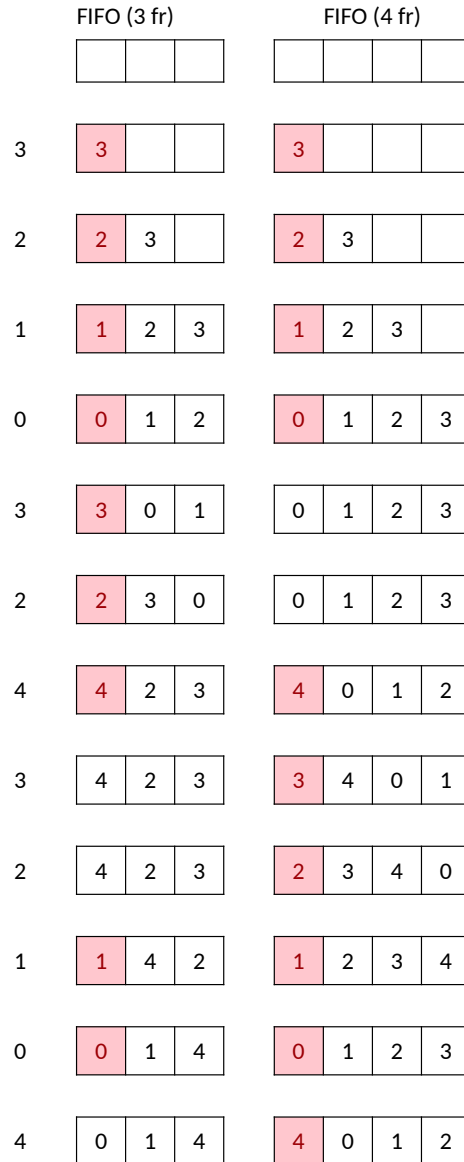 FIFO (3 fr) FIFO (4 fr)
3 3 3
2 2 3 2 3
1 1 2 3 1 2 3
0 0 1 2 0 1 2 3
3 3 0 1 0 1 2 3
2 2 3 0 0 1 2 3
4 4 2 3 4 0 1 2
3 4 2 3 3 4 0 1
2 4 2 3 2 3 4 0
1 1 4 2 1 2 3 4
0 0 1 4 0 1 2 3
4 0 1 4 4 0 1 2